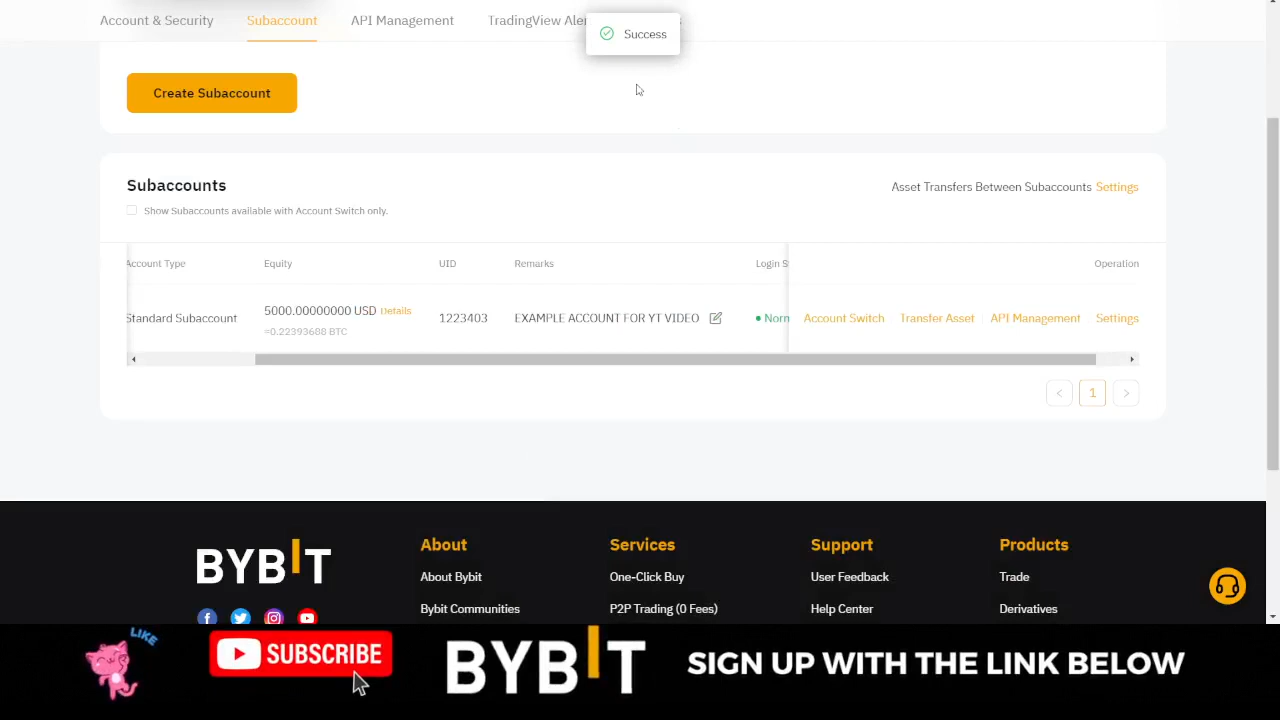 Account & Security Subaccount API Management TradingView Aler
Success
Create Subaccount
Subaccounts
Asset Transfers Between Subaccounts Settings
Show Subaccounts available with Account Switch only.
Account Type Equity UID Remarks Login S Operation
Standard Subaccount 5000.00000000 USD Details 1223403 EXAMPLE ACCOUNT FOR YT VIDEO Norn Account Switch Transfer Asset API Management Settings
≈0.22393688 BTC
1
BYBIT
About Services Support Products
About Bybit One-Click Buy User Feedback Trade
Bybit Communities P2P Trading (0 Fees) Help Center Derivatives
LIKE
SUBSCRIBE
BYBIT
SIGN UP WITH THE LINK BELOW